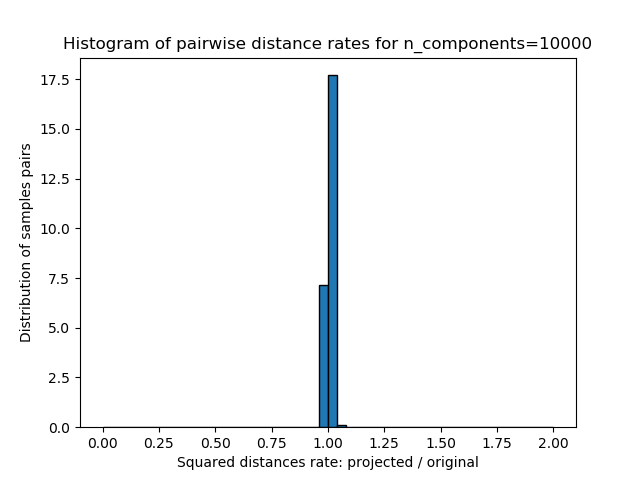 Histogram of pairwise distance rates for n_components=10000
17.5
15.0
12.5
10.0
7.5
5.0
2.5
0.0
Distribution of samples pairs
0.00 0.25 0.50 0.75 1.00 1.25 1.50 1.75 2.00
Squared distances rate: projected / original